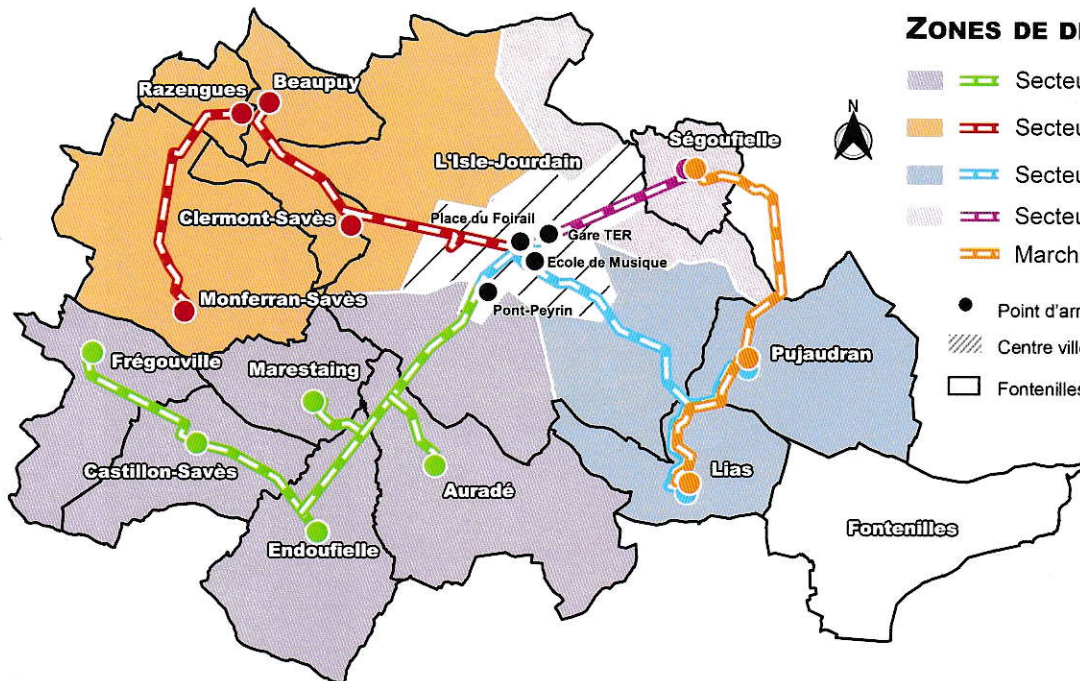 ZONES DE D
Secteu
Secteu
Secteu
Secteu
March
Point d'arr
Centre ville
Fontenilles
N
Razengues
Beaupuy
Ségoufielle
L'Isle-Jourdain
Clermont-Savès
Place du Foirail
Gare TER
Ecole de Musique
Pont-Peyrin
Monferran-Savès
Frégouville
Marestaing
Pujaudran
Castillon-Savès
Auradé
Lias
Endoufielle
Fontenilles